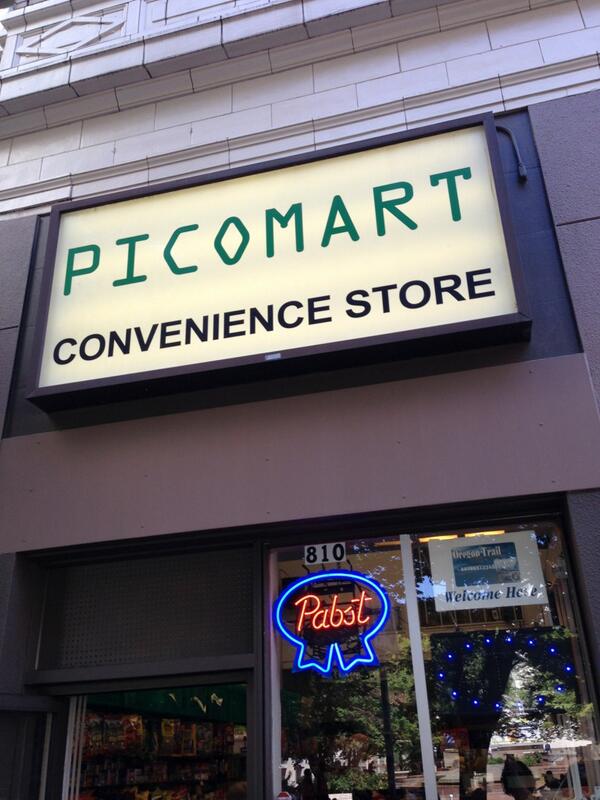 PICOMART
CONVENIENCE STORE
810
Pabst
Oregon Trail
Welcome Here